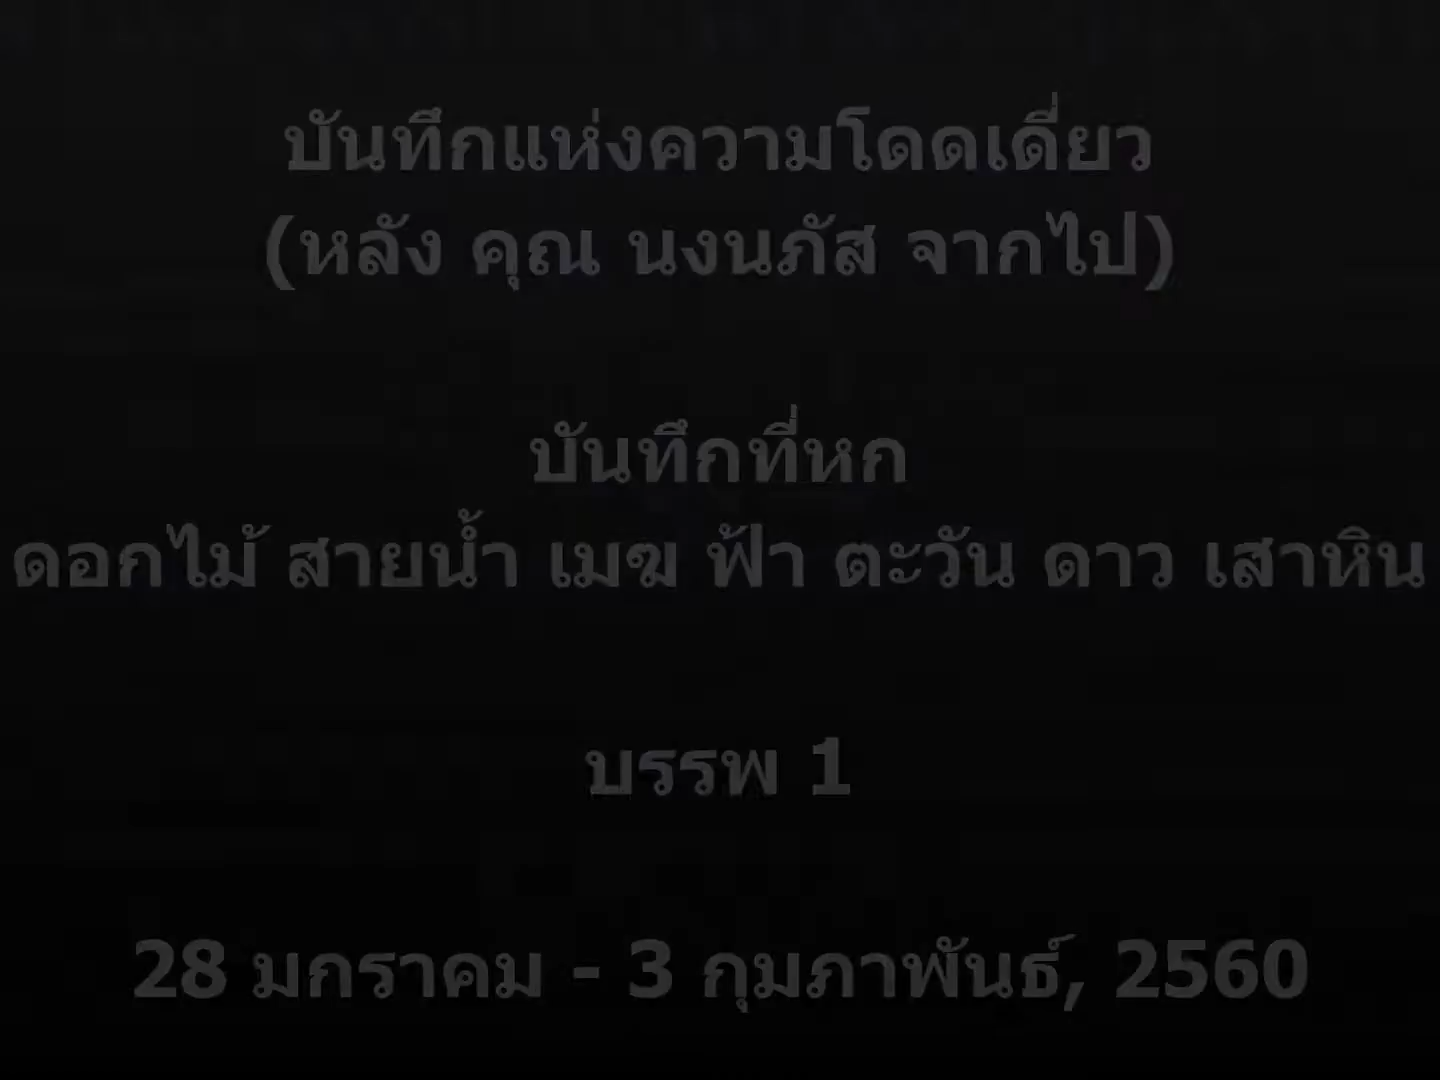 บันทึกแห่งความโดดเดี่ยว
(หลัง คุณ นงนภัส จากไป)
บันทึกที่หก
ดอกไม้ สายน้ำ เมฆ ฟ้า ตะวัน ดาว เสาหิน
บรรพ 1
28 มกราคม - 3 กุมภาพันธ์, 2560